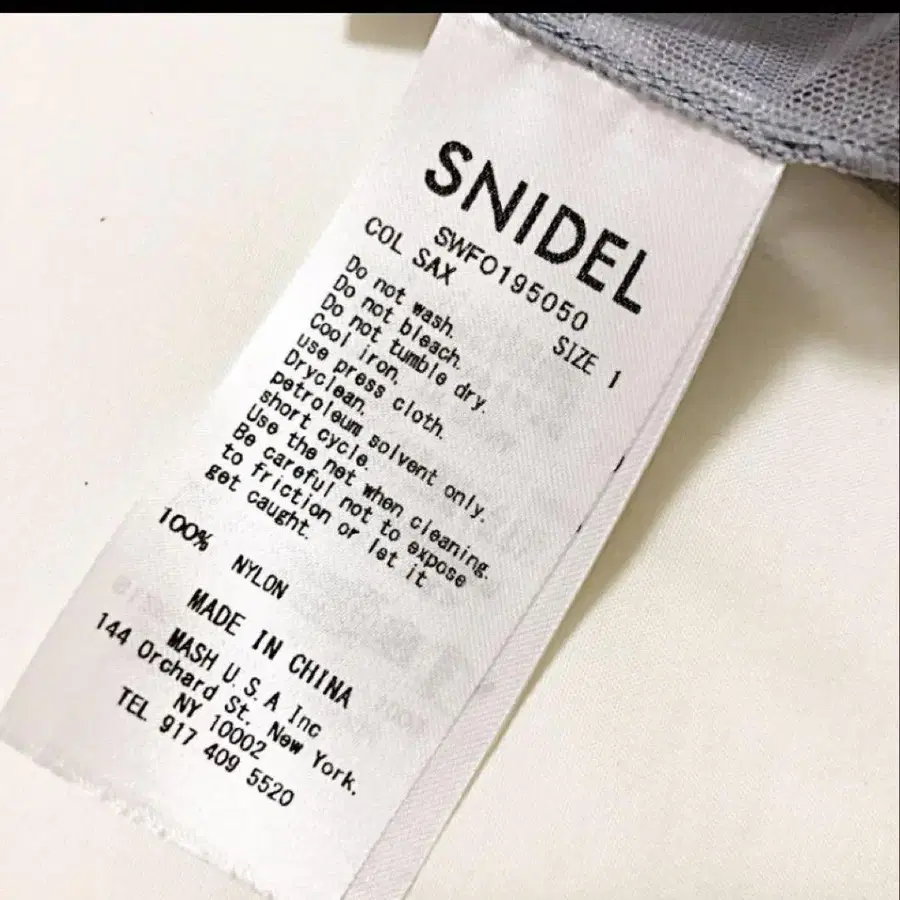 SNIDEL
SWFO195050
COL SAX
SIZE 1
Do not wash.
Do not bleach.
Do not tumble dry.
Cool iron.
use press cloth.
Dryclean.
petroleum solvent only.
short cycle.
Use the net when cleaning.
Be careful not to expose
to friction or let it
get caught.
100% NYLON
MADE IN CHINA
MASH U.S.A Inc
144 Orchard St. New York.
NY 10002
TEL 917 409 5520